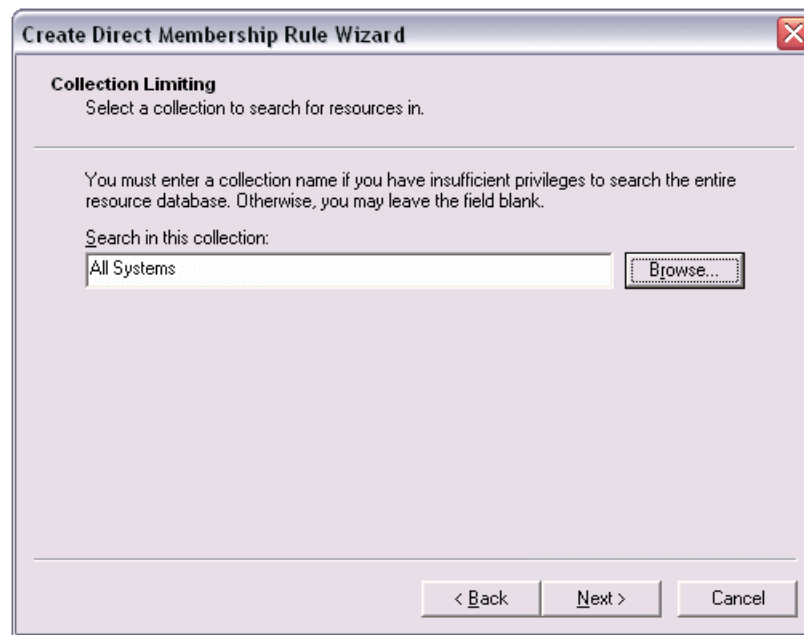 Create Direct Membership Rule Wizard
Collection Limiting
Select a collection to search for resources in.
You must enter a collection name if you have insufficient privileges to search the entire
resource database. Otherwise, you may leave the field blank.
Search in this collection:
All Systems
Browse...
< Back
Next >
Cancel